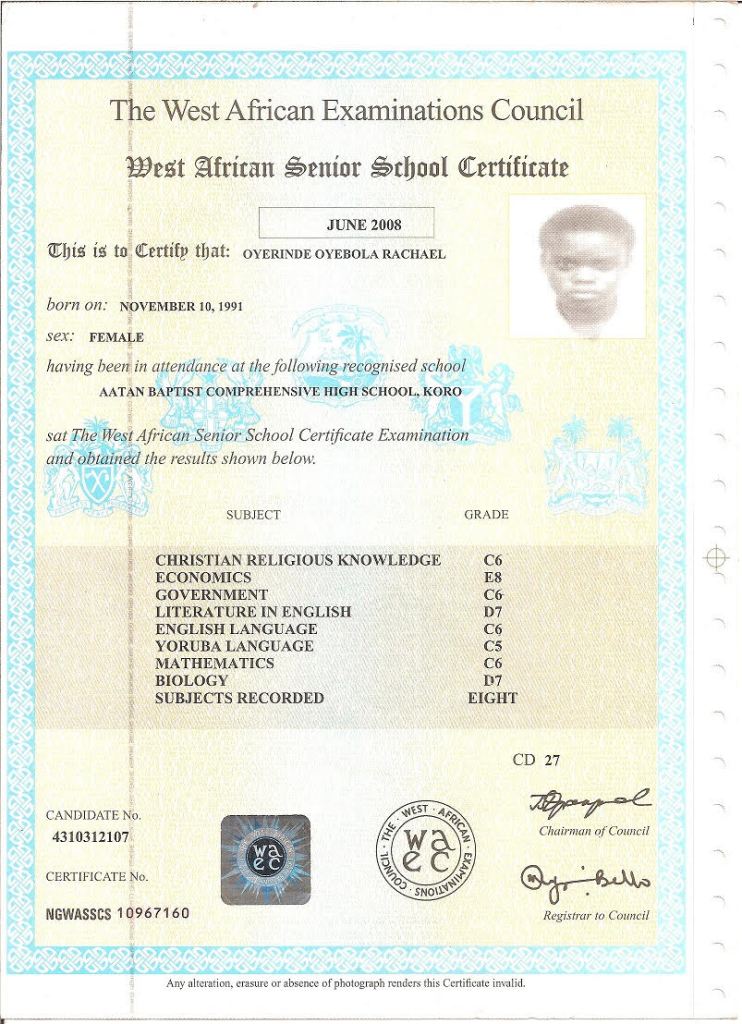 The West African Examinations Council
West African Senior School Certificate
JUNE 2008
This is to Certify that: OYERINDE OYEBOLA RACHAEL
born on: NOVEMBER 10, 1991
sex: FEMALE
having been in attendance at the following recognised school
AATAN BAPTIST COMPREHENSIVE HIGH SCHOOL, KORO
sat The West African Senior School Certificate Examination
and obtained the results shown below.
SUBJECT GRADE
CHRISTIAN RELIGIOUS KNOWLEDGE C6
ECONOMICS E8
GOVERNMENT C6
LITERATURE IN ENGLISH D7
ENGLISH LANGUAGE C6
YORUBA LANGUAGE C5
MATHEMATICS C6
BIOLOGY D7
SUBJECTS RECORDED EIGHT
CD 27
CANDIDATE No.
4310312107
Chairman of Council
CERTIFICATE No.
NGWASSCS 10967160
waec
THE · WEST · AFRICAN · EXAMINATIONS · COUNCIL
waec
Registrar to Council
Any alteration, erasure or absence of photograph renders this Certificate invalid.